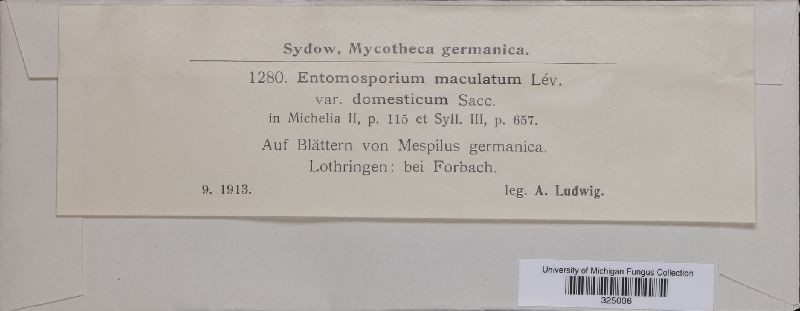 Sydow, Mycotheca germanica.
1280. Entomosporium maculatum Lév.
var. domesticum Sacc.
in Michelia II, p. 115 et Syll. III, p. 657.
Auf Blättern von Mespilus germanica.
Lothringen: bei Forbach.
9. 1913. leg. A. Ludwig.
University of Michigan Fungus Collection
325006